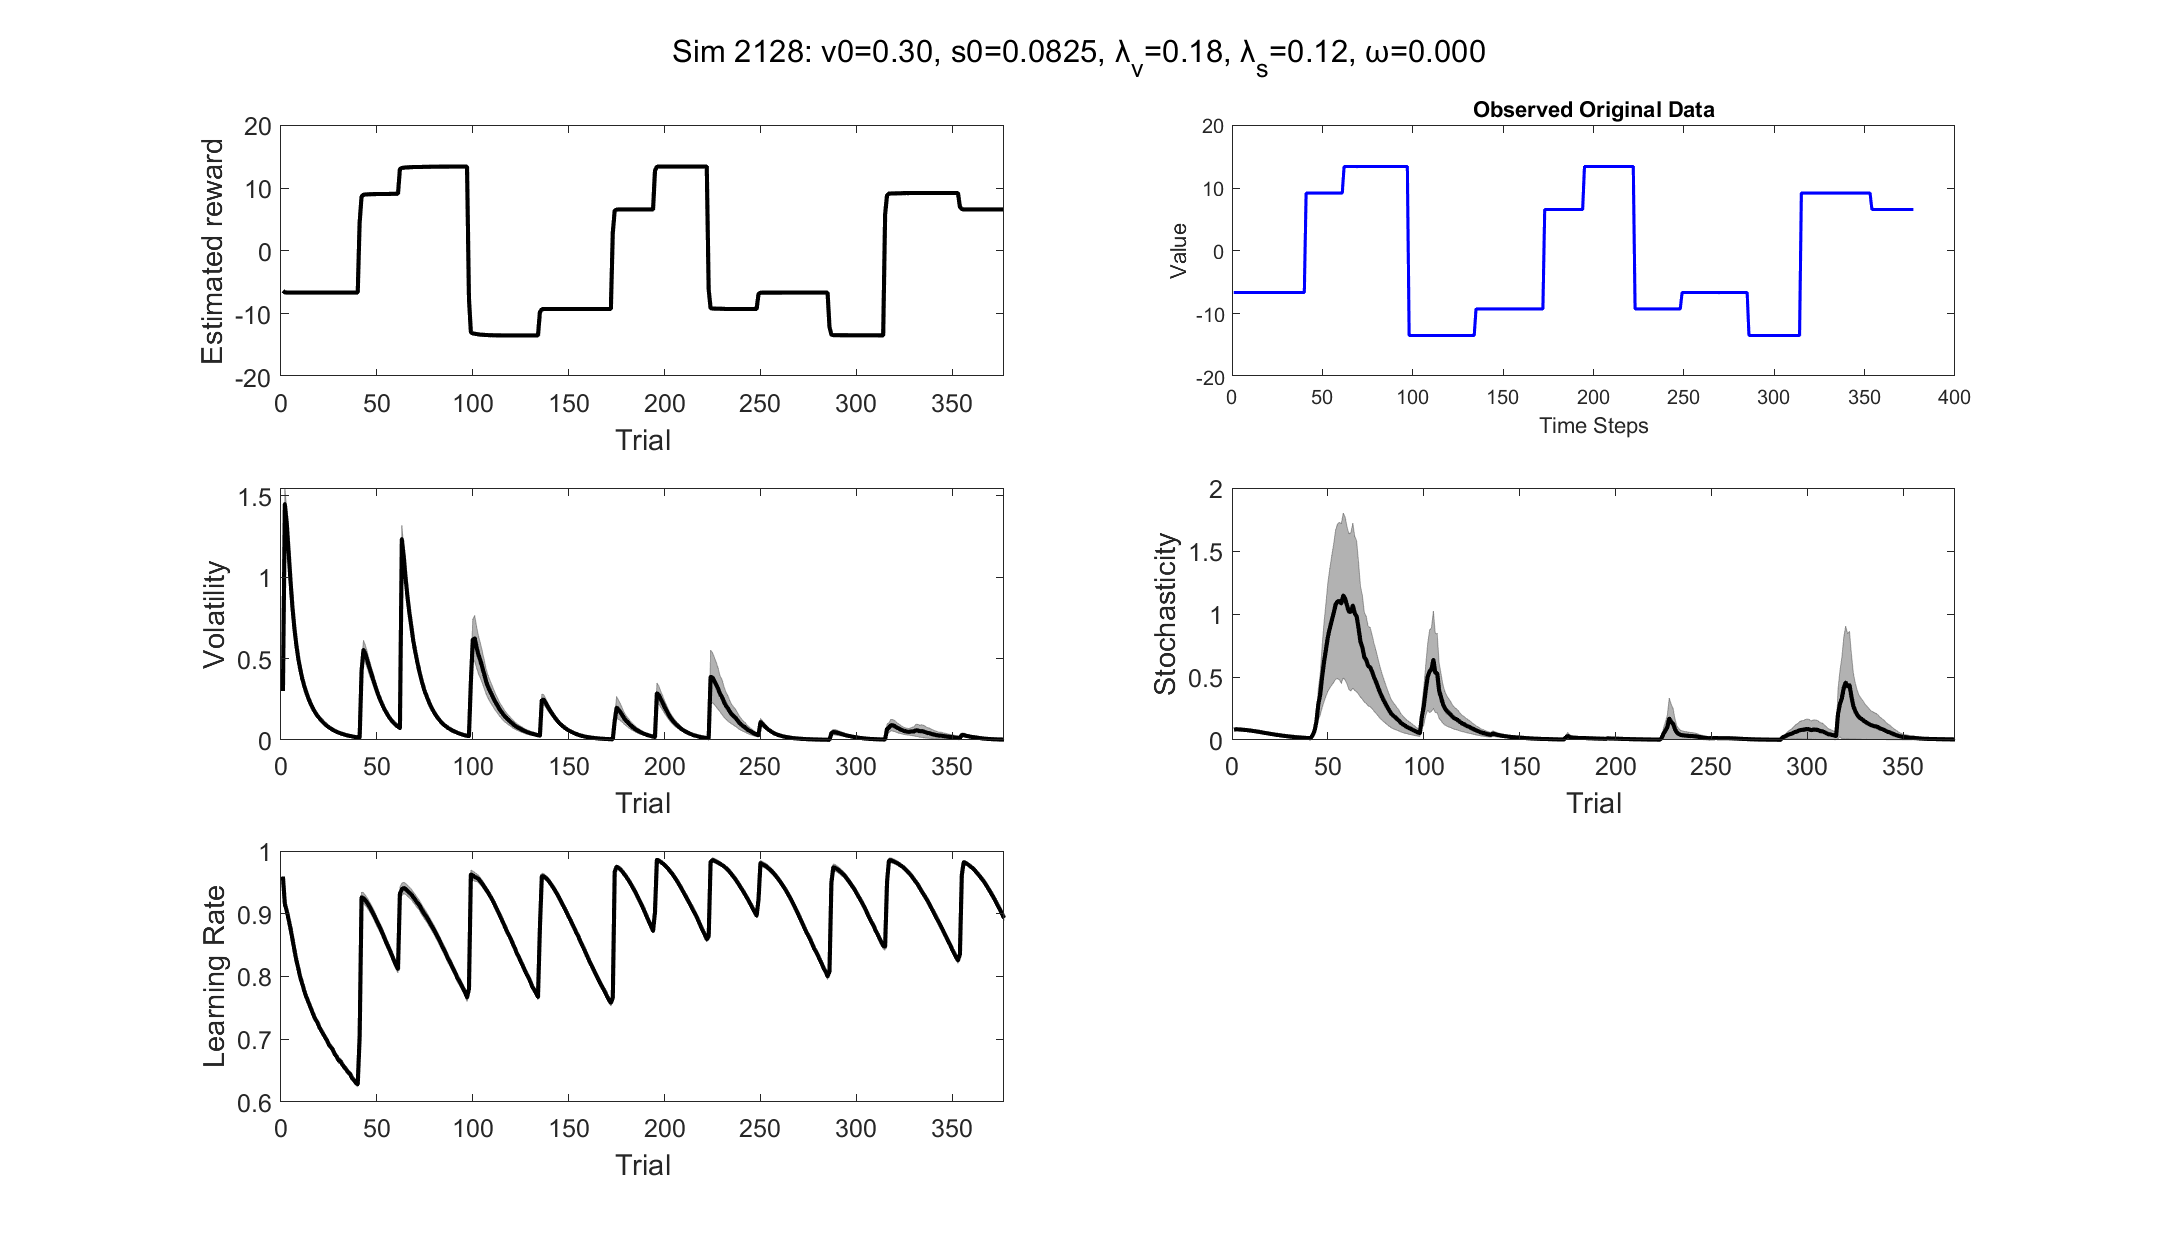 Sim 2128: v0=0.30, s0=0.0825, λ_v=0.18, λ_s=0.12, ω=0.000
20
10
0
-10
-20
Estimated reward
0 50 100 150 200 250 300 350
Trial
Observed Original Data
20
10
0
-10
-20
Value
0 50 100 150 200 250 300 350 400
Time Steps
1.5
1
0.5
0
Volatility
0 50 100 150 200 250 300 350
Trial
2
1.5
1
0.5
0
Stochasticity
0 50 100 150 200 250 300 350
Trial
1
0.9
0.8
0.7
0.6
Learning Rate
0 50 100 150 200 250 300 350
Trial